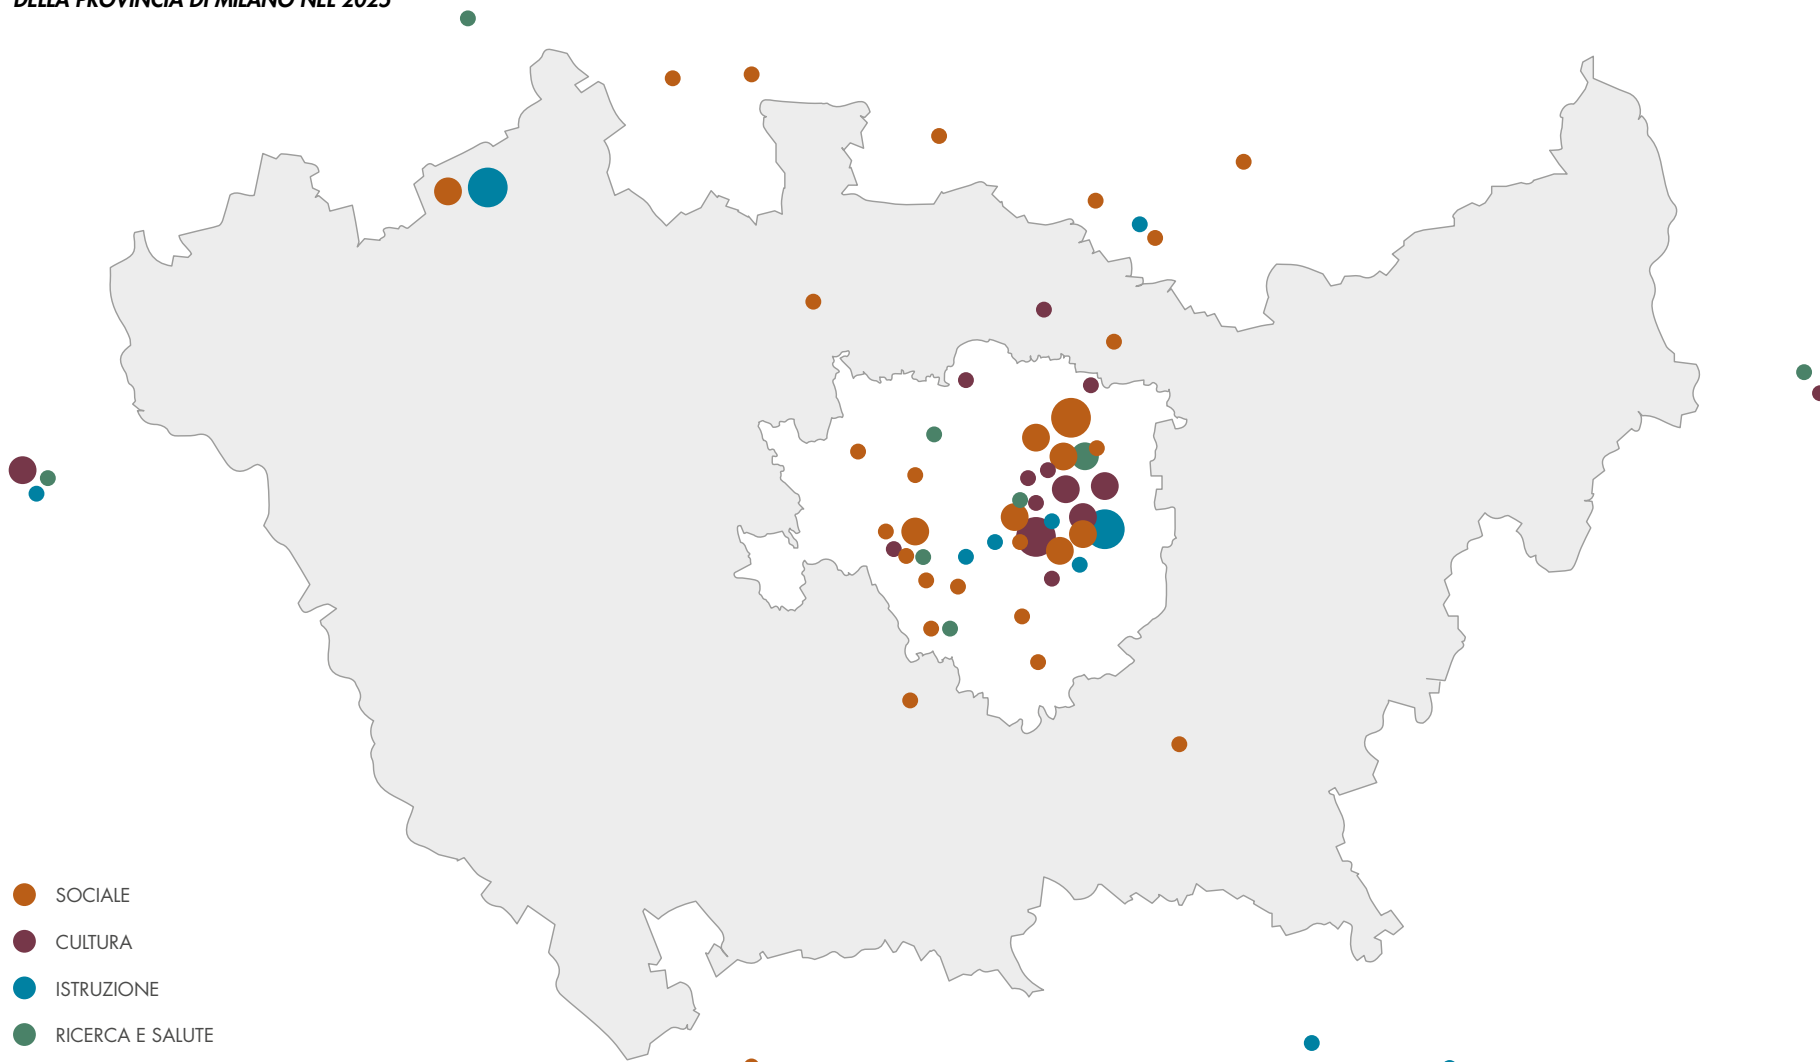 DELLA PROVINCIA DI MILANO NEL 2025
SOCIALE
CULTURA
ISTRUZIONE
RICERCA E SALUTE